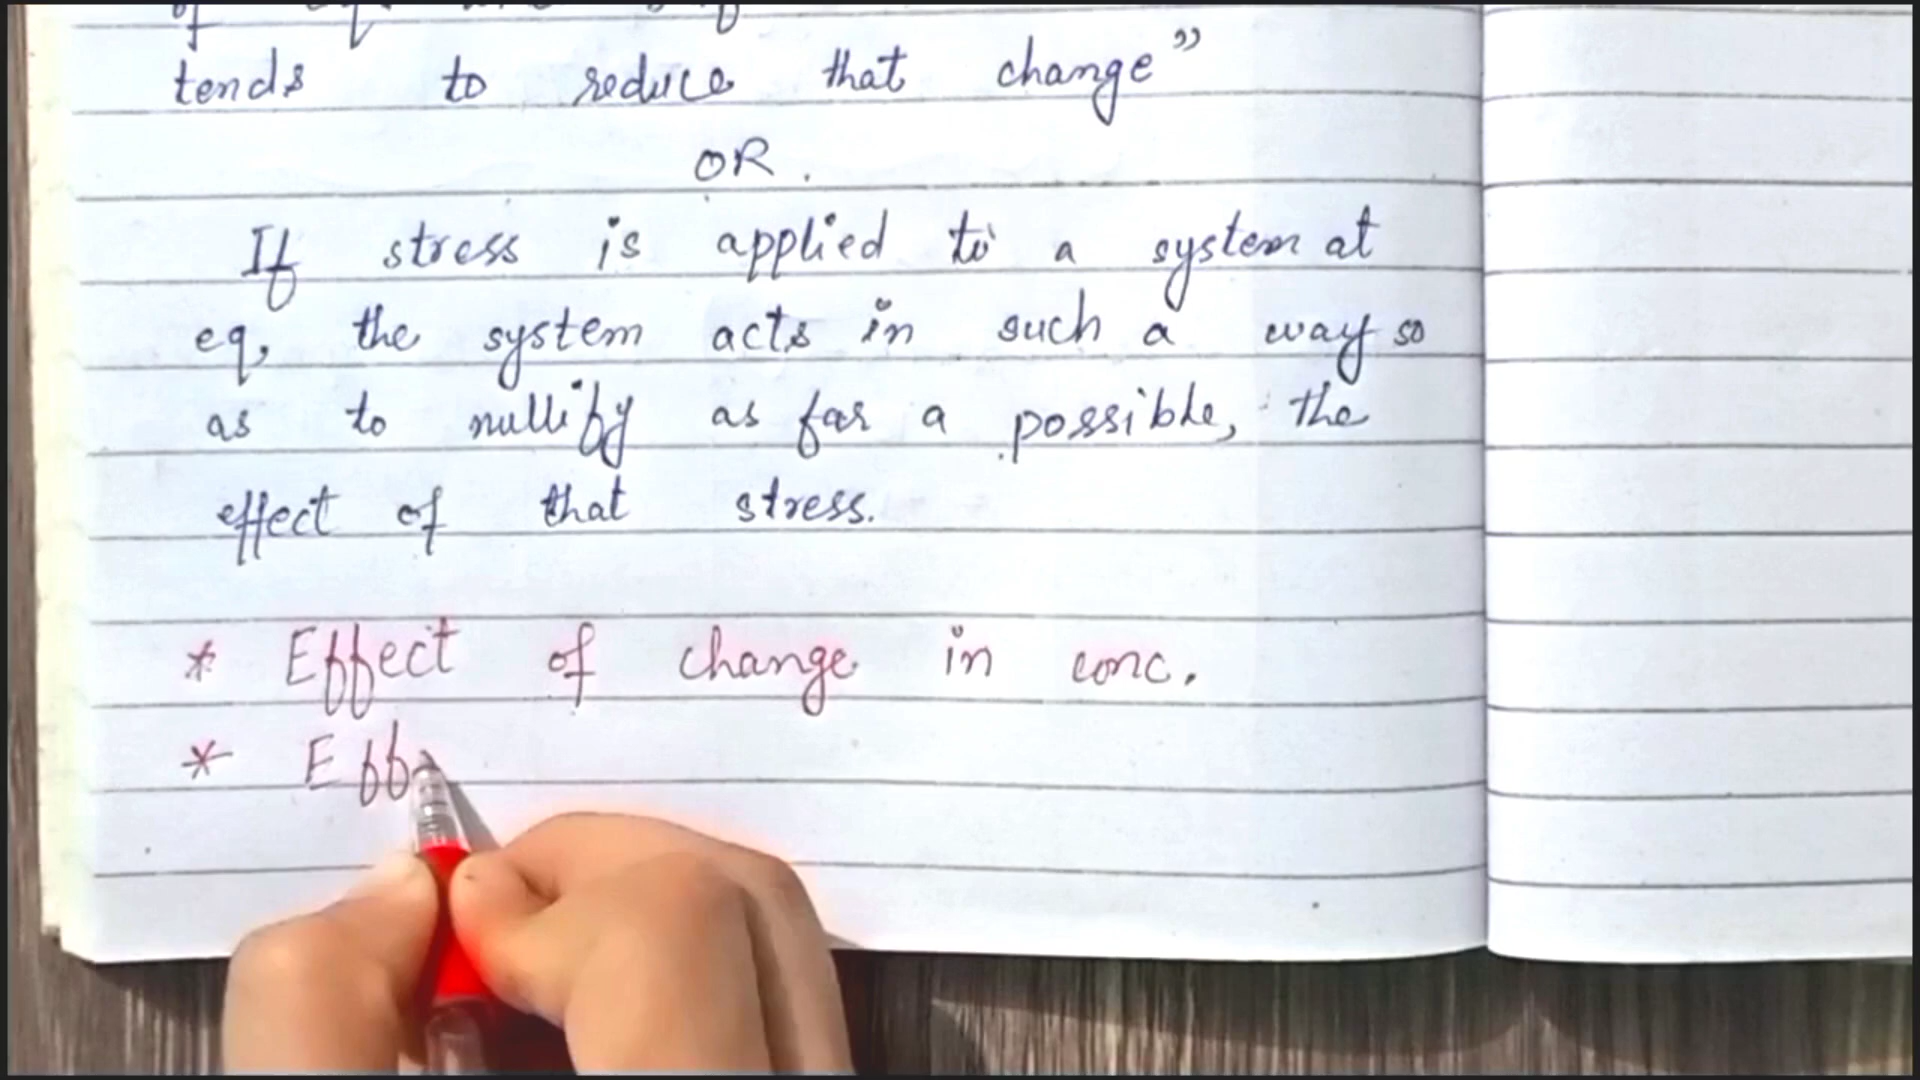 tends to reduce that change”
OR.
If stress is applied to a system at
eq, the system acts in such a way so
as to nullify as far a possible, the
effect of that stress.
* Effect of change in conc.
* Eff